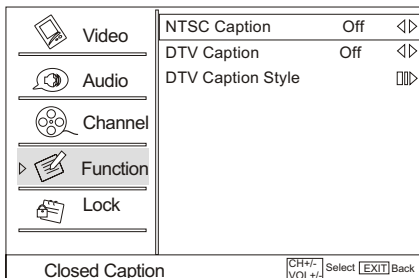 Video
Audio
Channel
Function
Lock
NTSC Caption Off
DTV Caption Off
DTV Caption Style
Closed Caption
CH+/- VOL+/- Select EXIT Back